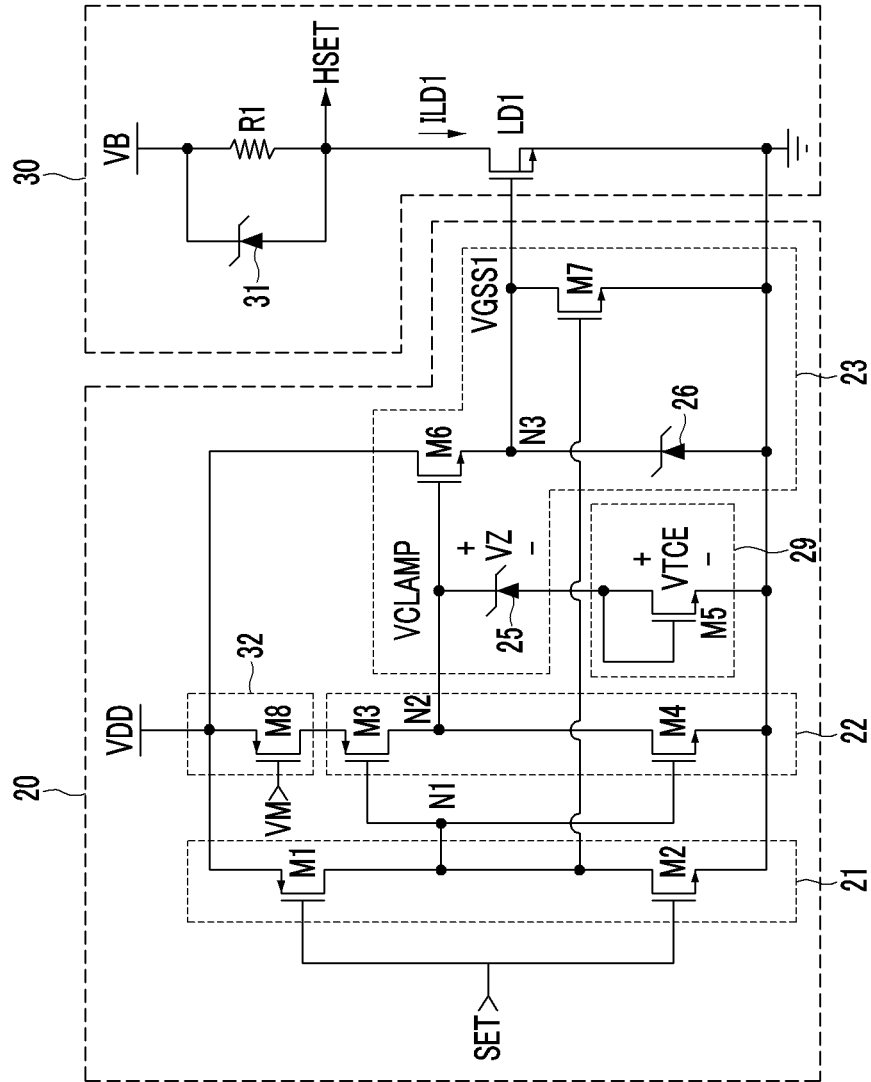 20
30
VDD
VB
32
31
R1
HSET
VM
M8
ILD1
LD1
M1
M3
N1
N2
VCLAMP
M6
VGSS1
SET
+
VZ
-
25
N3
M7
M2
M4
M5
+
VTCE
-
26
21
22
29
23